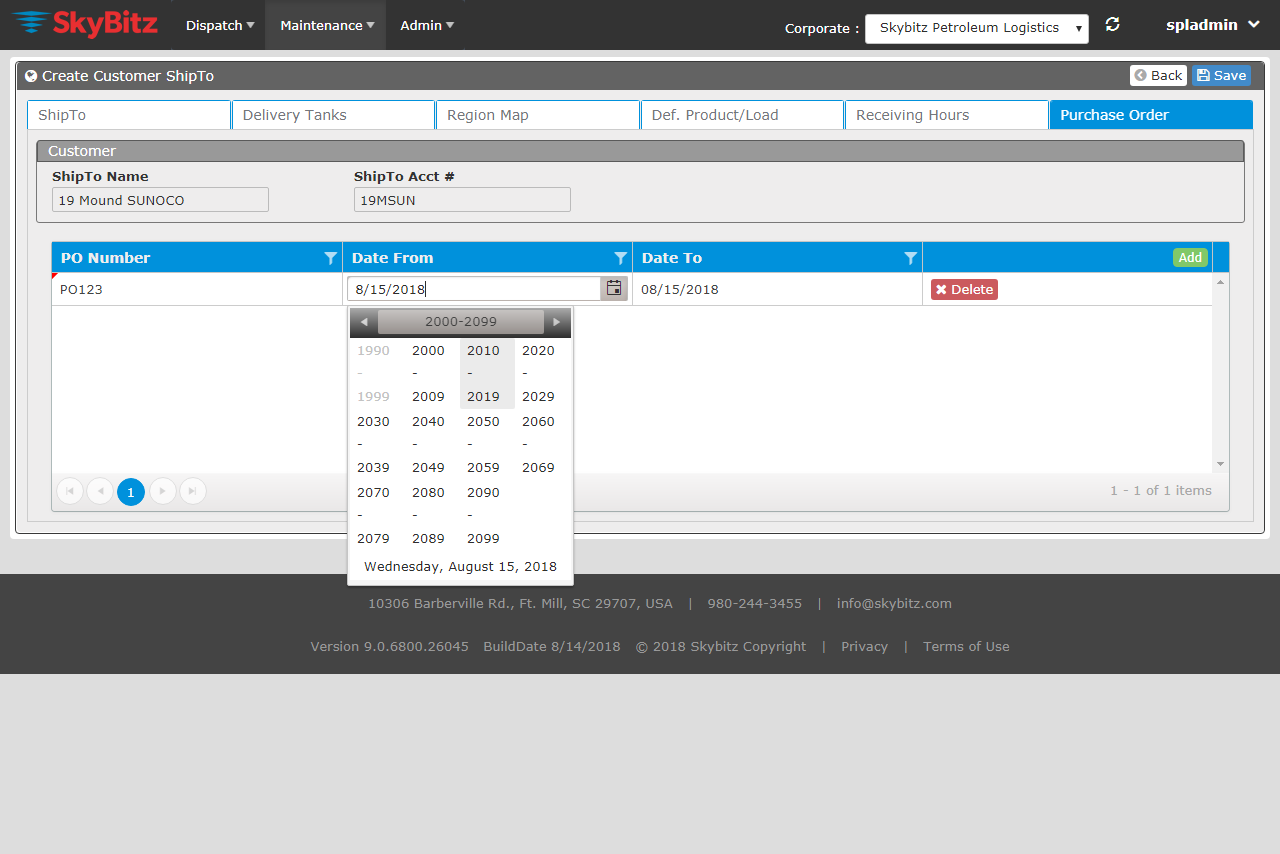 SkyBitz Dispatch Maintenance Admin Corporate : Skybitz Petroleum Logistics spladmin
Create Customer ShipTo Back Save
ShipTo Delivery Tanks Region Map Def. Product/Load Receiving Hours Purchase Order
Customer
ShipTo Name ShipTo Acct #
19 Mound SUNOCO 19MSUN
PO Number Date From Date To Add
PO123 8/15/2018 08/15/2018 Delete
2000-2099
1990 2000 2010 2020
- - - -
1999 2009 2019 2029
2030 2040 2050 2060
- - - -
2039 2049 2059 2069
2070 2080 2090
- - -
2079 2089 2099
1 1 - 1 of 1 items
Wednesday, August 15, 2018
10306 Barberville Rd., Ft. Mill, SC 29707, USA | 980-244-3455 | info@skybitz.com
Version 9.0.6800.26045 BuildDate 8/14/2018 © 2018 Skybitz Copyright | Privacy | Terms of Use